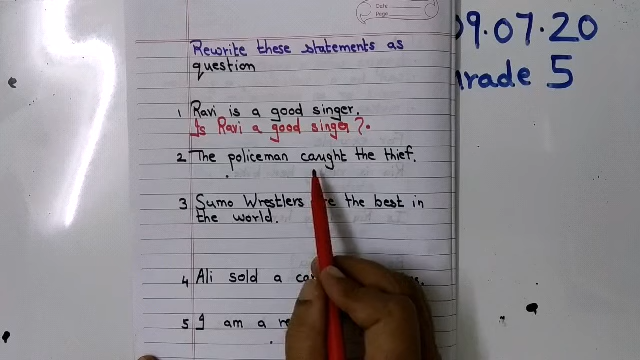 Date
Page
09.07.20
Grade 5
Rewrite these statements as
question
1 Ravi is a good singer.
Is Ravi a good singer?.
2 The policeman caught the thief.
3 Sumo Wrestlers the best in
the world.
4 Ali sold a
5 I am a